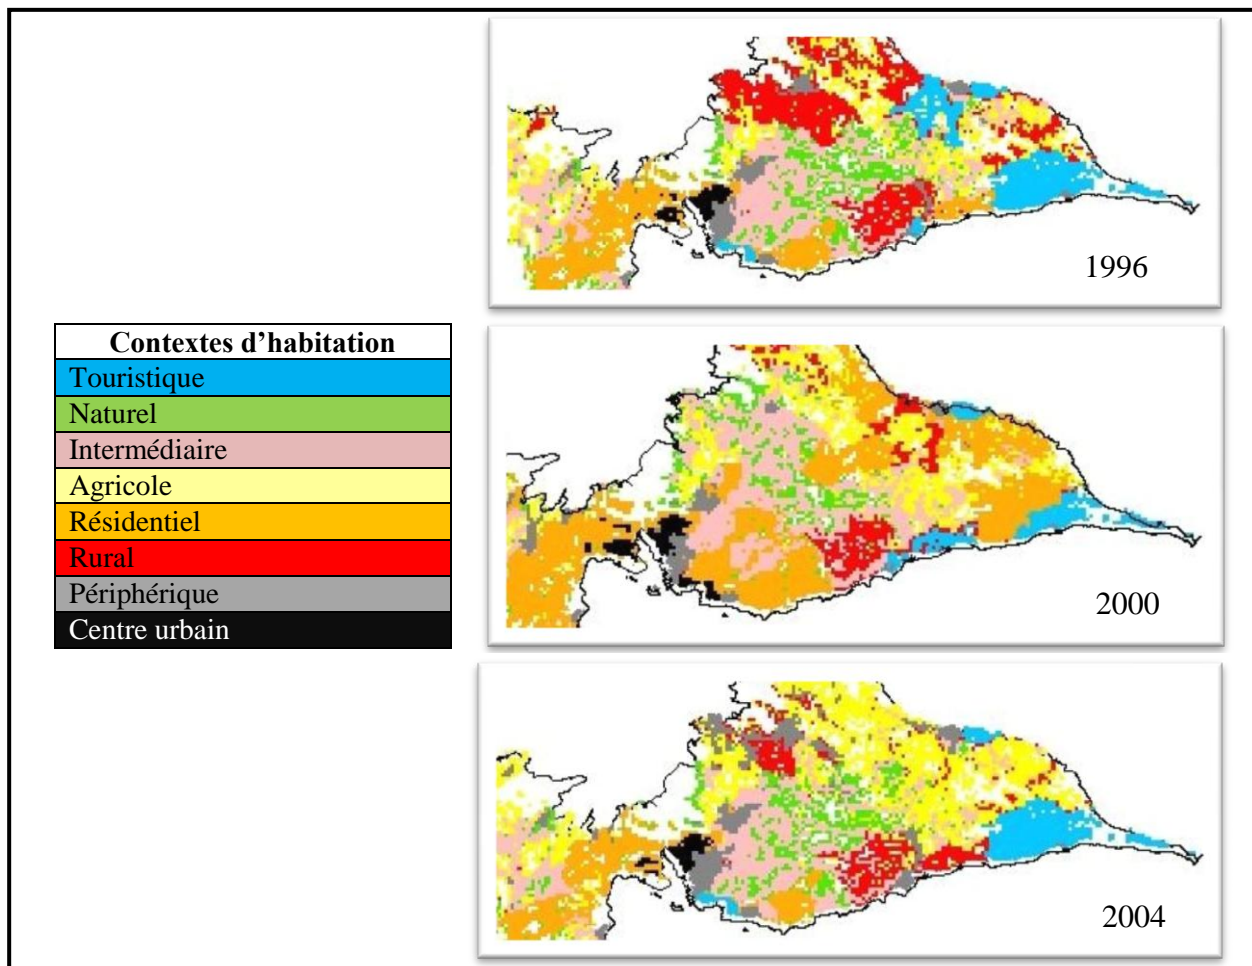 1996
Contextes d'habitation
Touristique
Naturel
Intermédiaire
Agricole
Résidentiel
Rural
Périphérique
Centre urbain
2000
2004